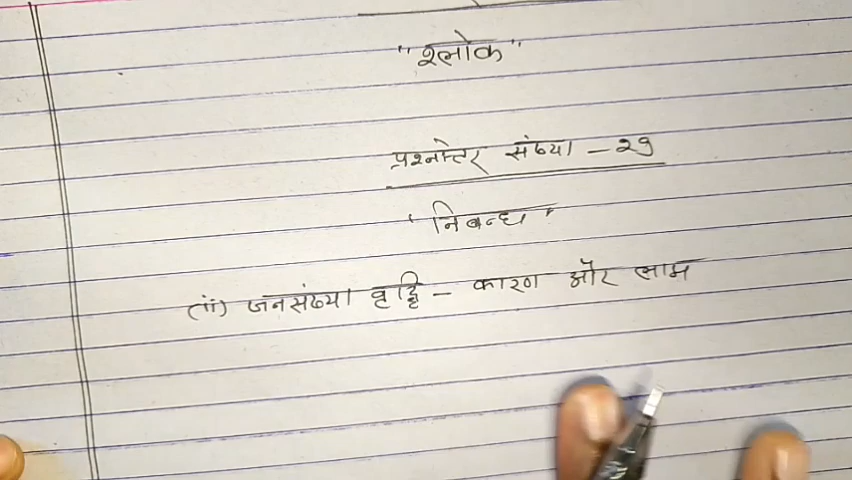 "श्लोक"
प्रश्नोत्तर संख्या - 29
"निबन्ध"
(ii) जनसंख्या वृद्धि - कारण और लाभ